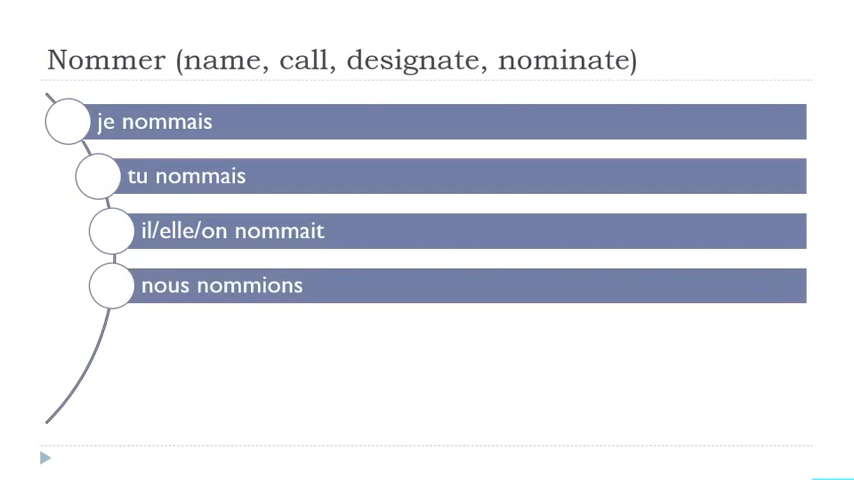 Nommer (name, call, designate, nominate)
je nommais
tu nommais
il/elle/on nommait
nous nommions